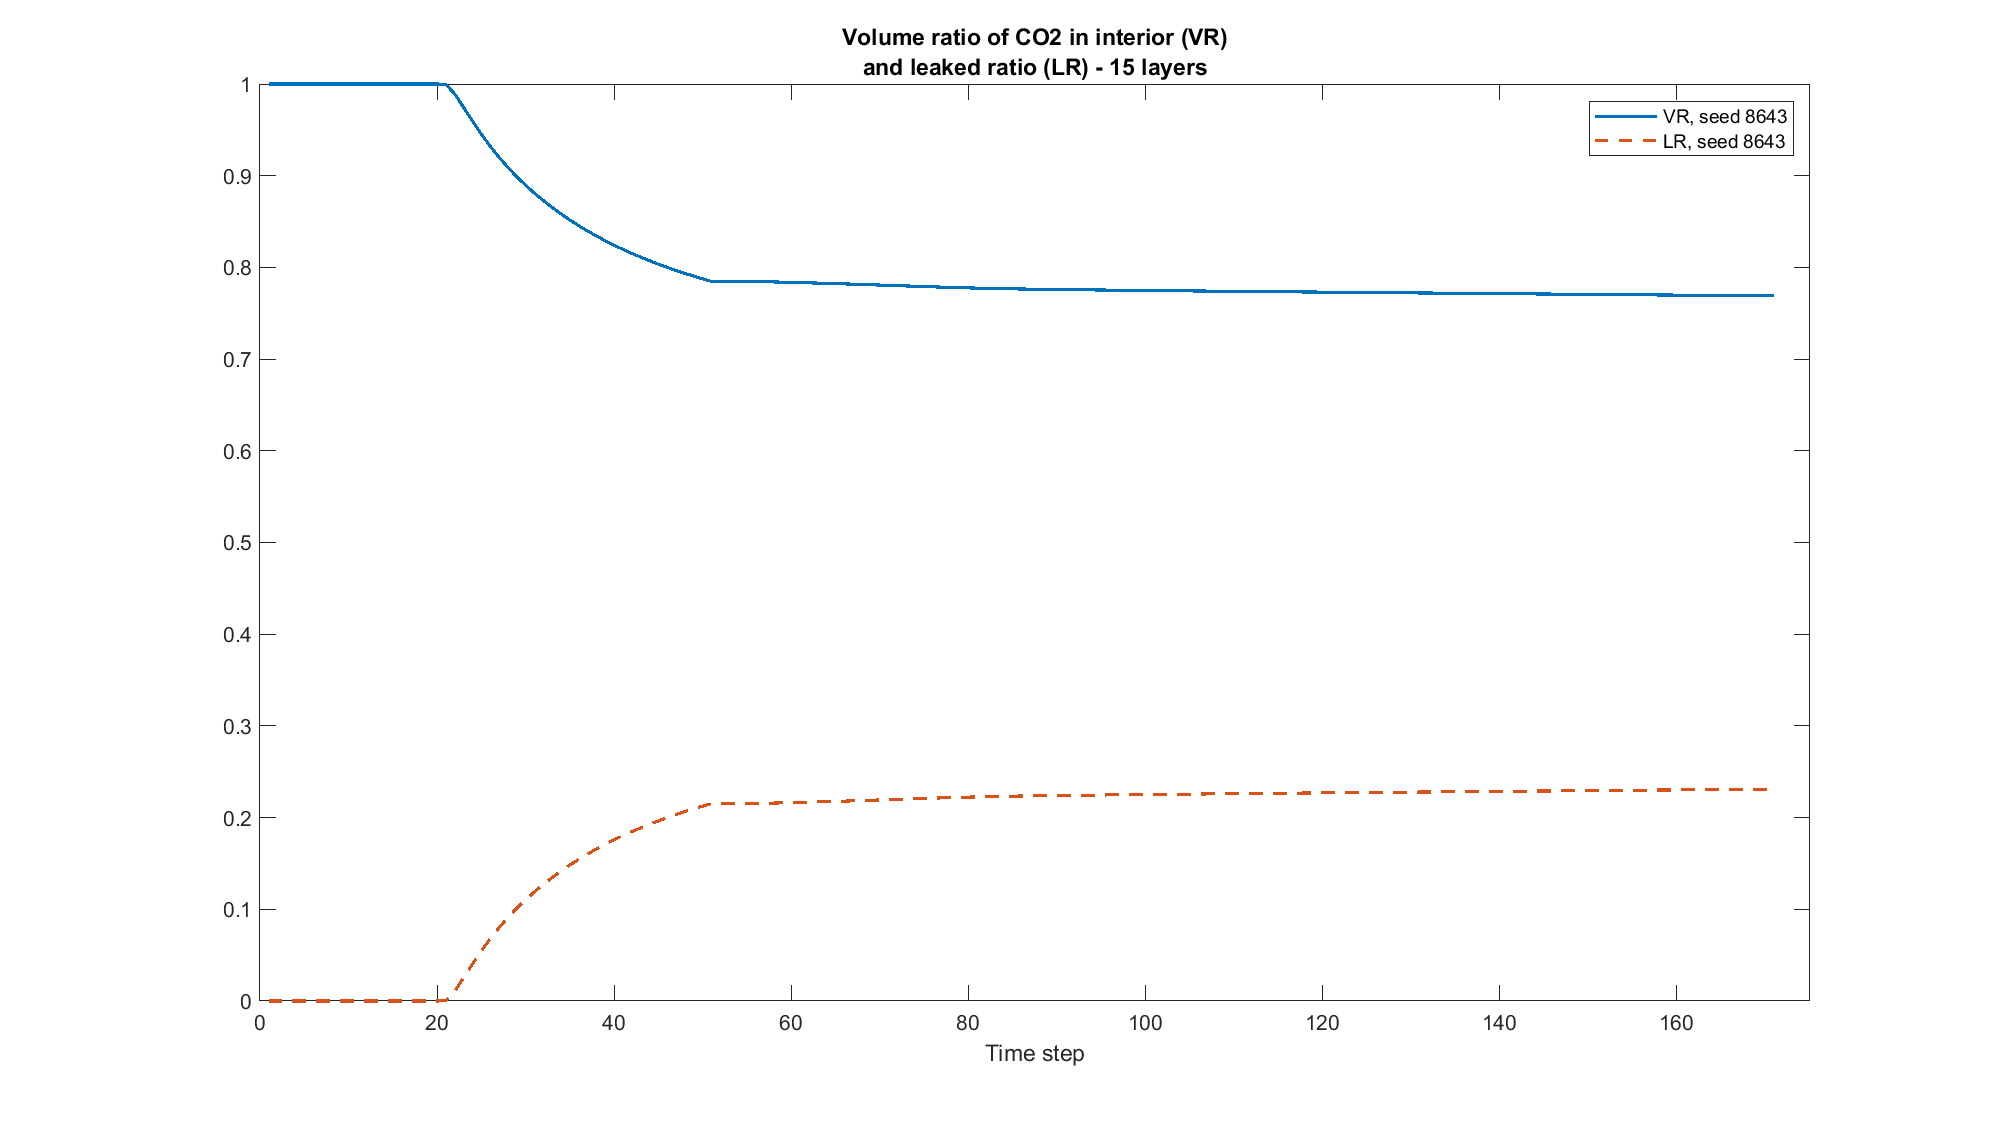 Volume ratio of CO2 in interior (VR)
and leaked ratio (LR) - 15 layers
VR, seed 8643
LR, seed 8643
1
0.9
0.8
0.7
0.6
0.5
0.4
0.3
0.2
0.1
0
0 20 40 60 80 100 120 140 160
Time step